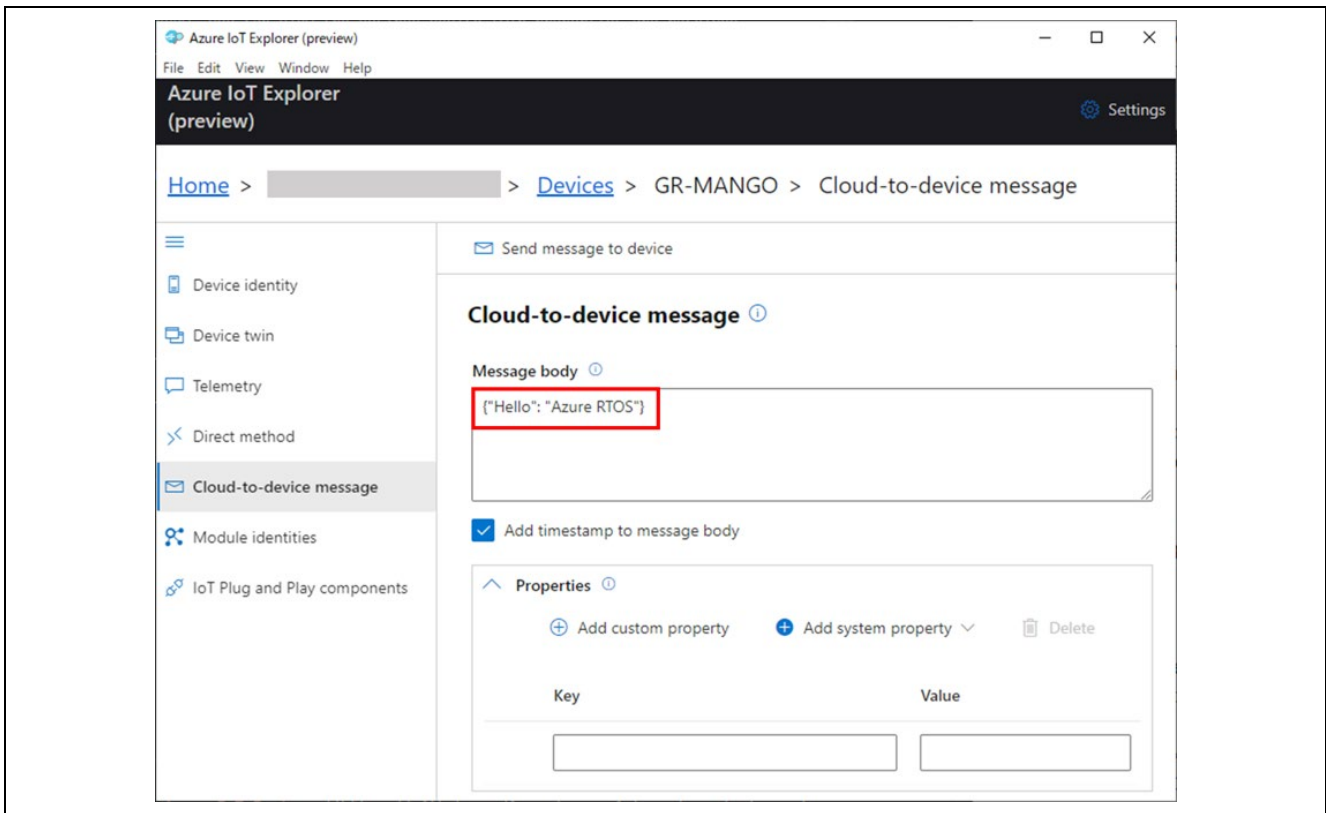 Azure IoT Explorer (preview)
File Edit View Window Help
Azure IoT Explorer
(preview)
Settings
Home > > Devices > GR-MANGO > Cloud-to-device message
Send message to device
Device identity
Device twin
Telemetry
Direct method
Cloud-to-device message
Module identities
IoT Plug and Play components
Cloud-to-device message
Message body
{"Hello": "Azure RTOS"}
Add timestamp to message body
Properties
Add custom property Add system property Delete
Key Value